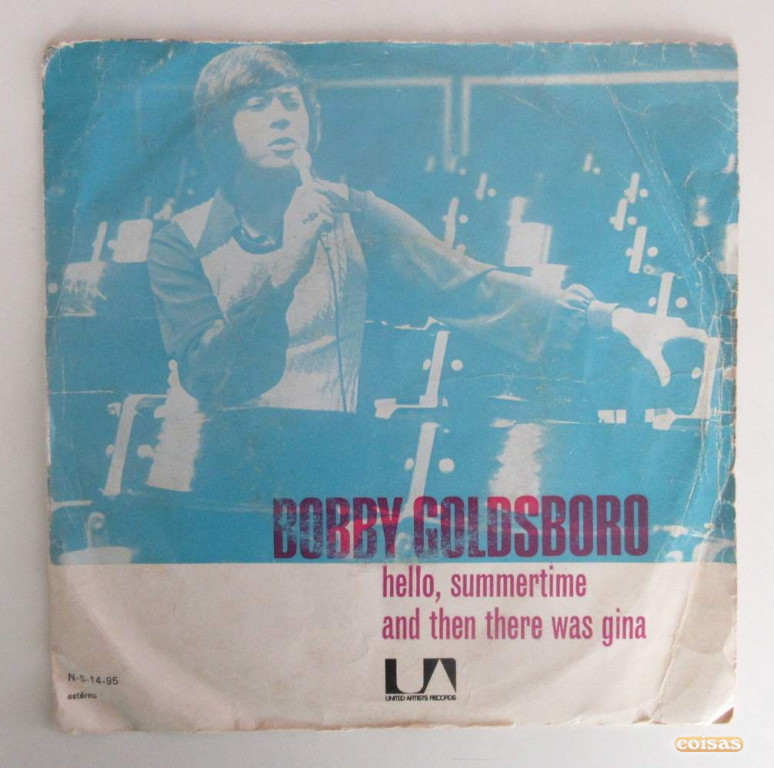 BOBBY GOLDSBORO
hello, summertime
and then there was gina
UA
UNITED ARTISTS RECORDS
N-S-14-95
estéreo
coisas